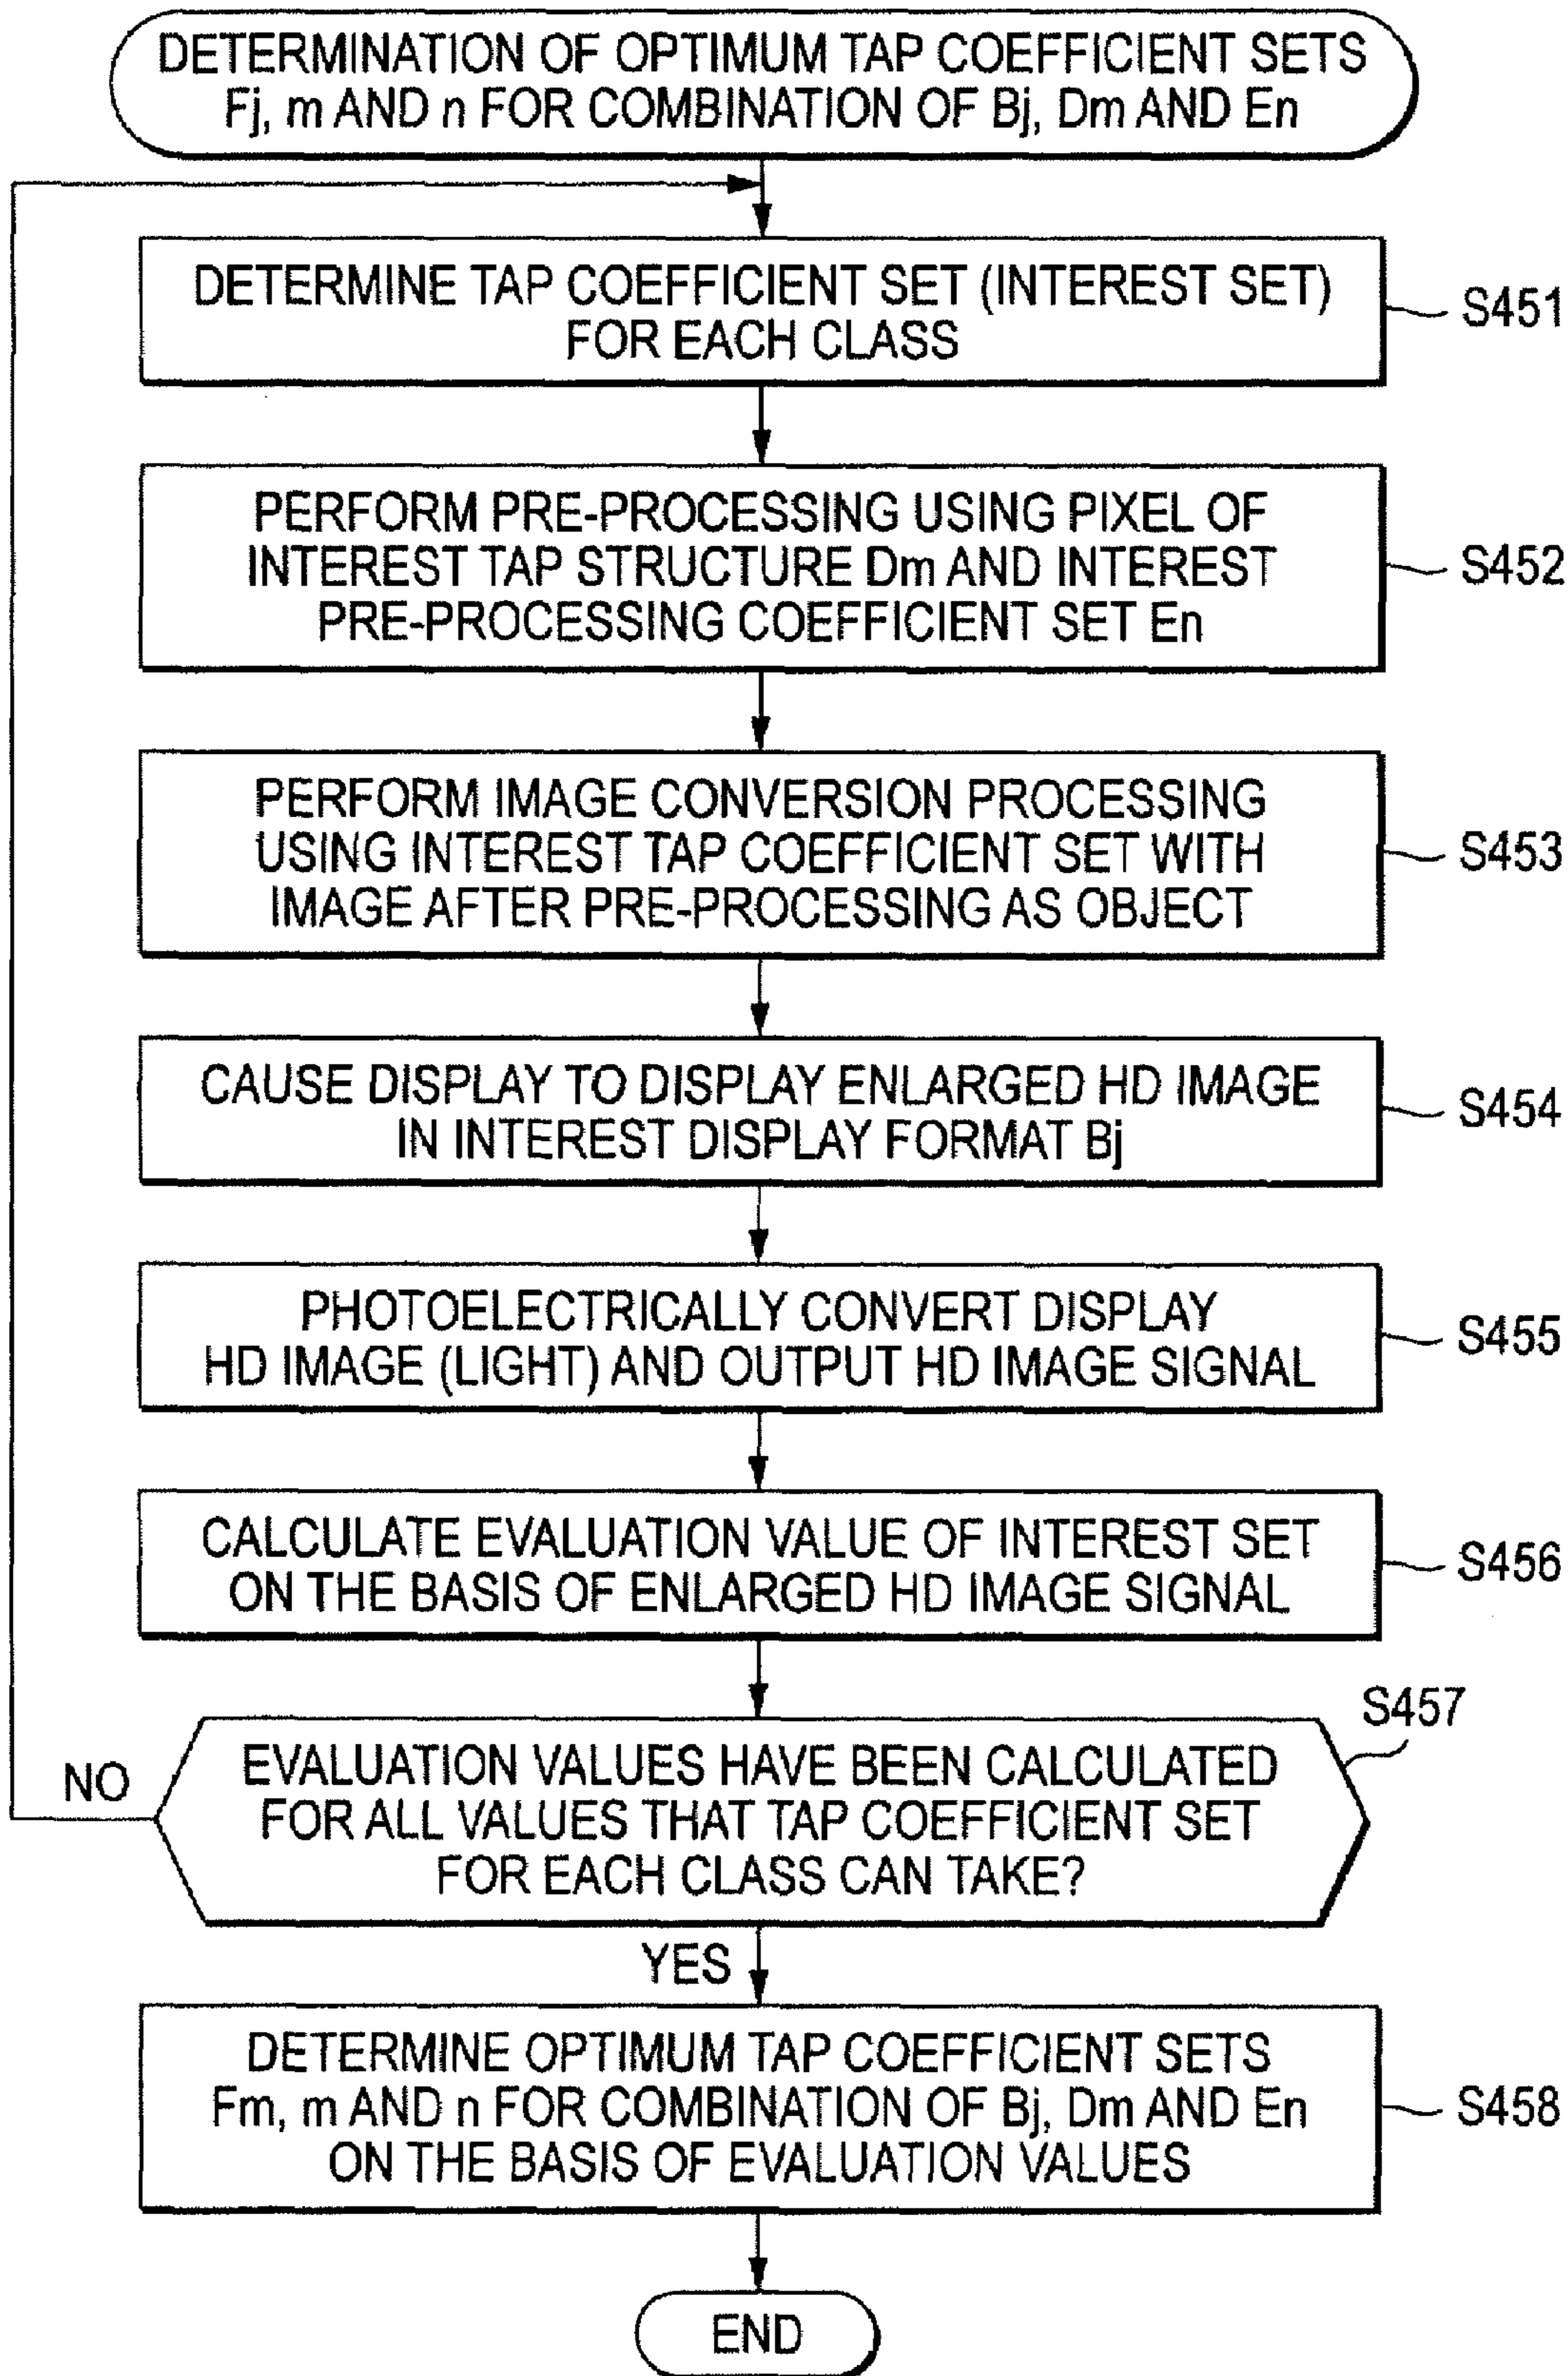 DETERMINATION OF OPTIMUM TAP COEFFICIENT SETS
Fj, m AND n FOR COMBINATION OF Bj, Dm AND En
DETERMINE TAP COEFFICIENT SET (INTEREST SET)
FOR EACH CLASS
S451
PERFORM PRE-PROCESSING USING PIXEL OF
INTEREST TAP STRUCTURE Dm AND INTEREST
PRE-PROCESSING COEFFICIENT SET En
S452
PERFORM IMAGE CONVERSION PROCESSING
USING INTEREST TAP COEFFICIENT SET WITH
IMAGE AFTER PRE-PROCESSING AS OBJECT
S453
CAUSE DISPLAY TO DISPLAY ENLARGED HD IMAGE
IN INTEREST DISPLAY FORMAT Bj
S454
PHOTOELECTRICALLY CONVERT DISPLAY
HD IMAGE (LIGHT) AND OUTPUT HD IMAGE SIGNAL
S455
CALCULATE EVALUATION VALUE OF INTEREST SET
ON THE BASIS OF ENLARGED HD IMAGE SIGNAL
S456
S457
EVALUATION VALUES HAVE BEEN CALCULATED
FOR ALL VALUES THAT TAP COEFFICIENT SET
FOR EACH CLASS CAN TAKE?
NO
YES
DETERMINE OPTIMUM TAP COEFFICIENT SETS
Fm, m AND n FOR COMBINATION OF Bj, Dm AND En
ON THE BASIS OF EVALUATION VALUES
S458
END